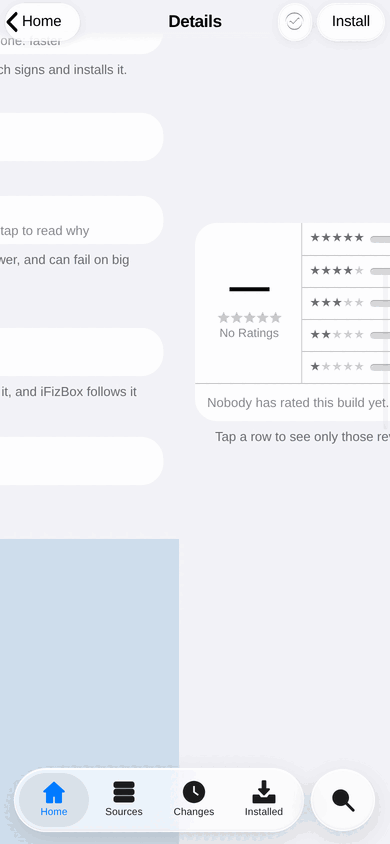 Home
Details
Install
one. faster
ch signs and installs it.
tap to read why
wer, and can fail on big
it, and iFizBox follows it
★★★★★
★★★★★
★★★★★
★★★★★
★★★★★
★★★★★
No Ratings
Nobody has rated this build yet.
Tap a row to see only those rev
Home
Sources
Changes
Installed